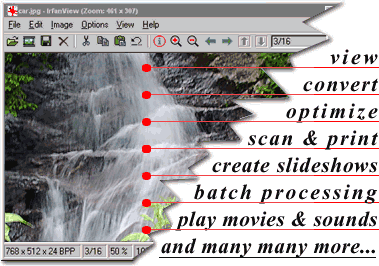 car.jpg - IrfanView (Zoom: 461 x 307)
File Edit Image Options View Help
3/16
view
convert
optimize
scan & print
create slideshows
batch processing
play movies & sounds
and many many more...
768 x 512 x 24 BPP 3/16 50 %